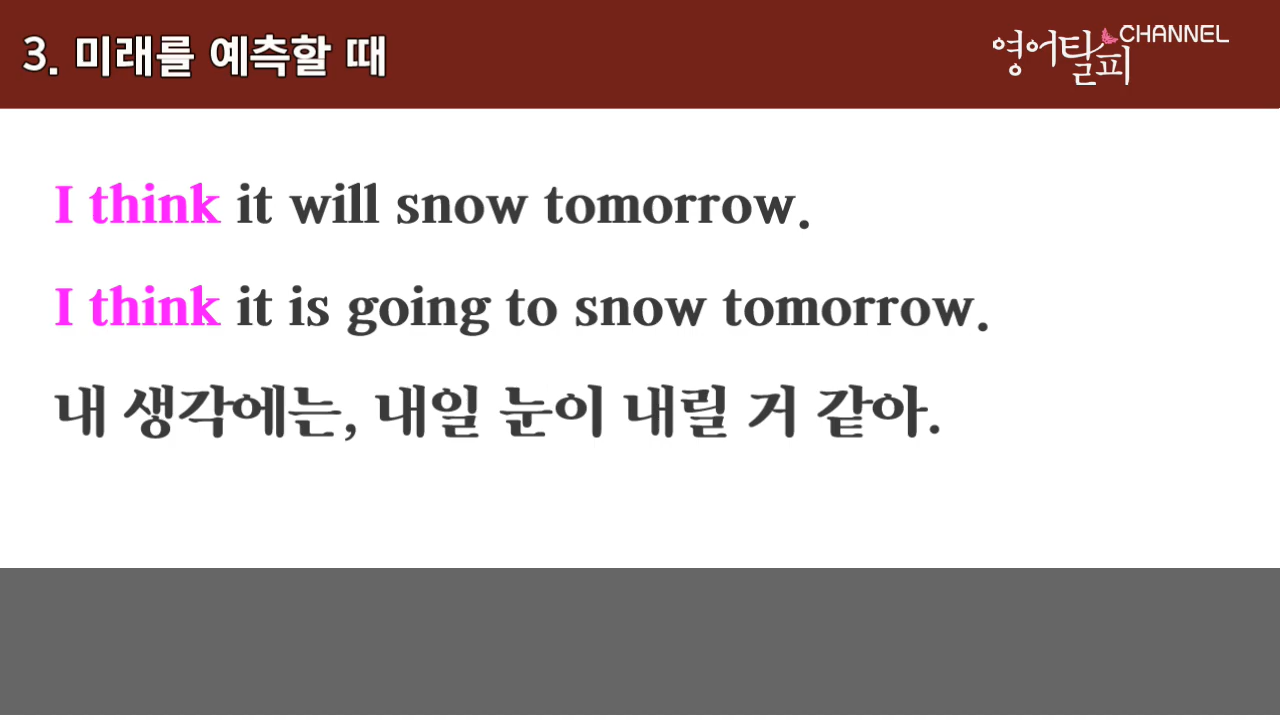 3. 미래를 예측할 때
영어탈피 CHANNEL
I think it will snow tomorrow.
I think it is going to snow tomorrow.
내 생각에는, 내일 눈이 내릴 거 같아.